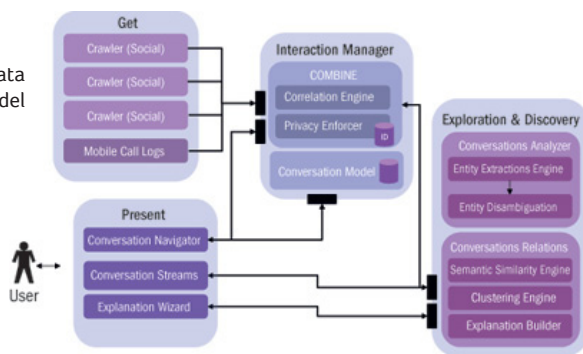 ata
del
Get
Crawler (Social)
Crawler (Social)
Crawler (Social)
Mobile Call Logs
Interaction Manager
COMBINE
Correlation Engine
Privacy Enforcer
ID
Conversation Model
Exploration & Discovery
Conversations Analyzer
Entity Extractions Engine
Entity Disambiguation
Conversations Relations
Semantic Similarity Engine
Clustering Engine
Explanation Builder
Present
Conversation Navigator
Conversation Streams
Explanation Wizard
User